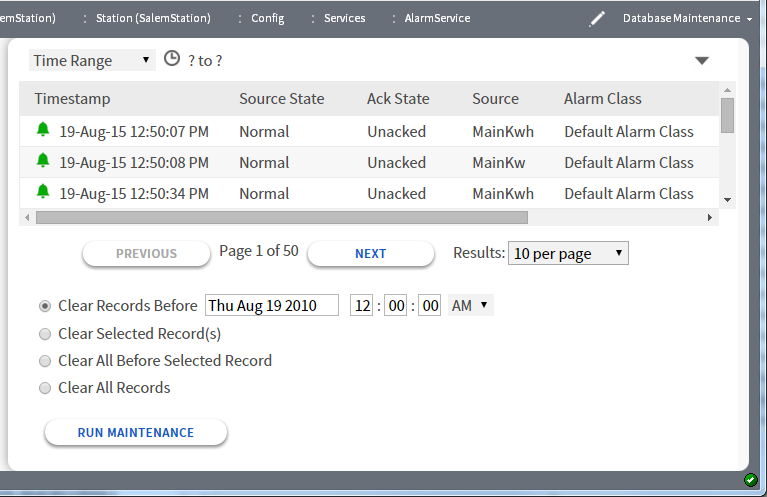 emStation) : Station (SalemStation) : Config : Services : AlarmService Database Maintenance
Time Range ? to ?
Timestamp Source State Ack State Source Alarm Class
19-Aug-15 12:50:07 PM Normal Unacked MainKwh Default Alarm Class
19-Aug-15 12:50:08 PM Normal Unacked MainKw Default Alarm Class
19-Aug-15 12:50:34 PM Normal Unacked MainKwh Default Alarm Class
PREVIOUS Page 1 of 50 NEXT Results: 10 per page
Clear Records Before Thu Aug 19 2010 12 : 00 : 00 AM
Clear Selected Record(s)
Clear All Before Selected Record
Clear All Records
RUN MAINTENANCE